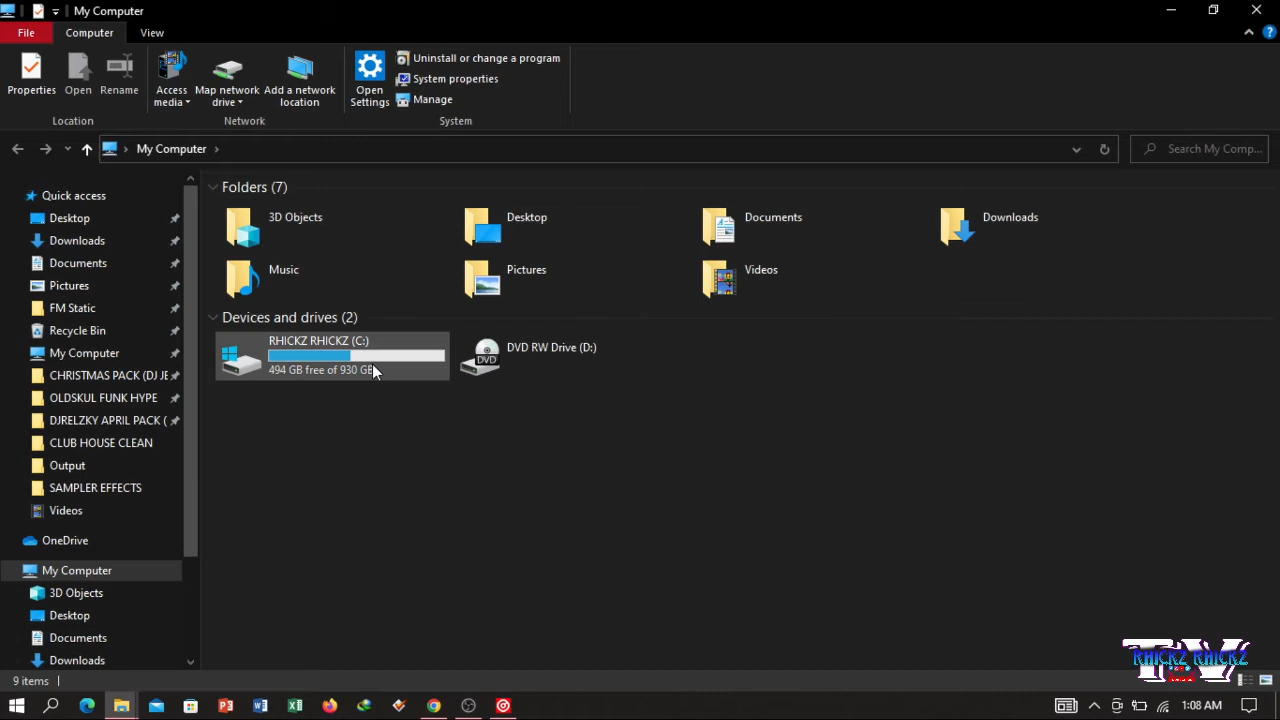 My Computer
File
Computer
View
Properties
Open
Rename
Access media
Map network drive
Add a network location
Open Settings
Uninstall or change a program
System properties
Manage
Location
Network
System
My Computer
Search My Comp...
Quick access
Desktop
Downloads
Documents
Pictures
FM Static
Recycle Bin
My Computer
CHRISTMAS PACK (DJ JE
OLDSKUL FUNK HYPE
DJRELZKY APRIL PACK (
CLUB HOUSE CLEAN
Output
SAMPLER EFFECTS
Videos
OneDrive
My Computer
3D Objects
Desktop
Documents
Downloads
Folders (7)
3D Objects
Desktop
Documents
Downloads
Music
Pictures
Videos
Devices and drives (2)
RHICKZ RHICKZ (C:)
494 GB free of 930 GB
DVD
DVD RW Drive (D:)
TV
RHICKZ RHICKZ
9 items
1:08 AM